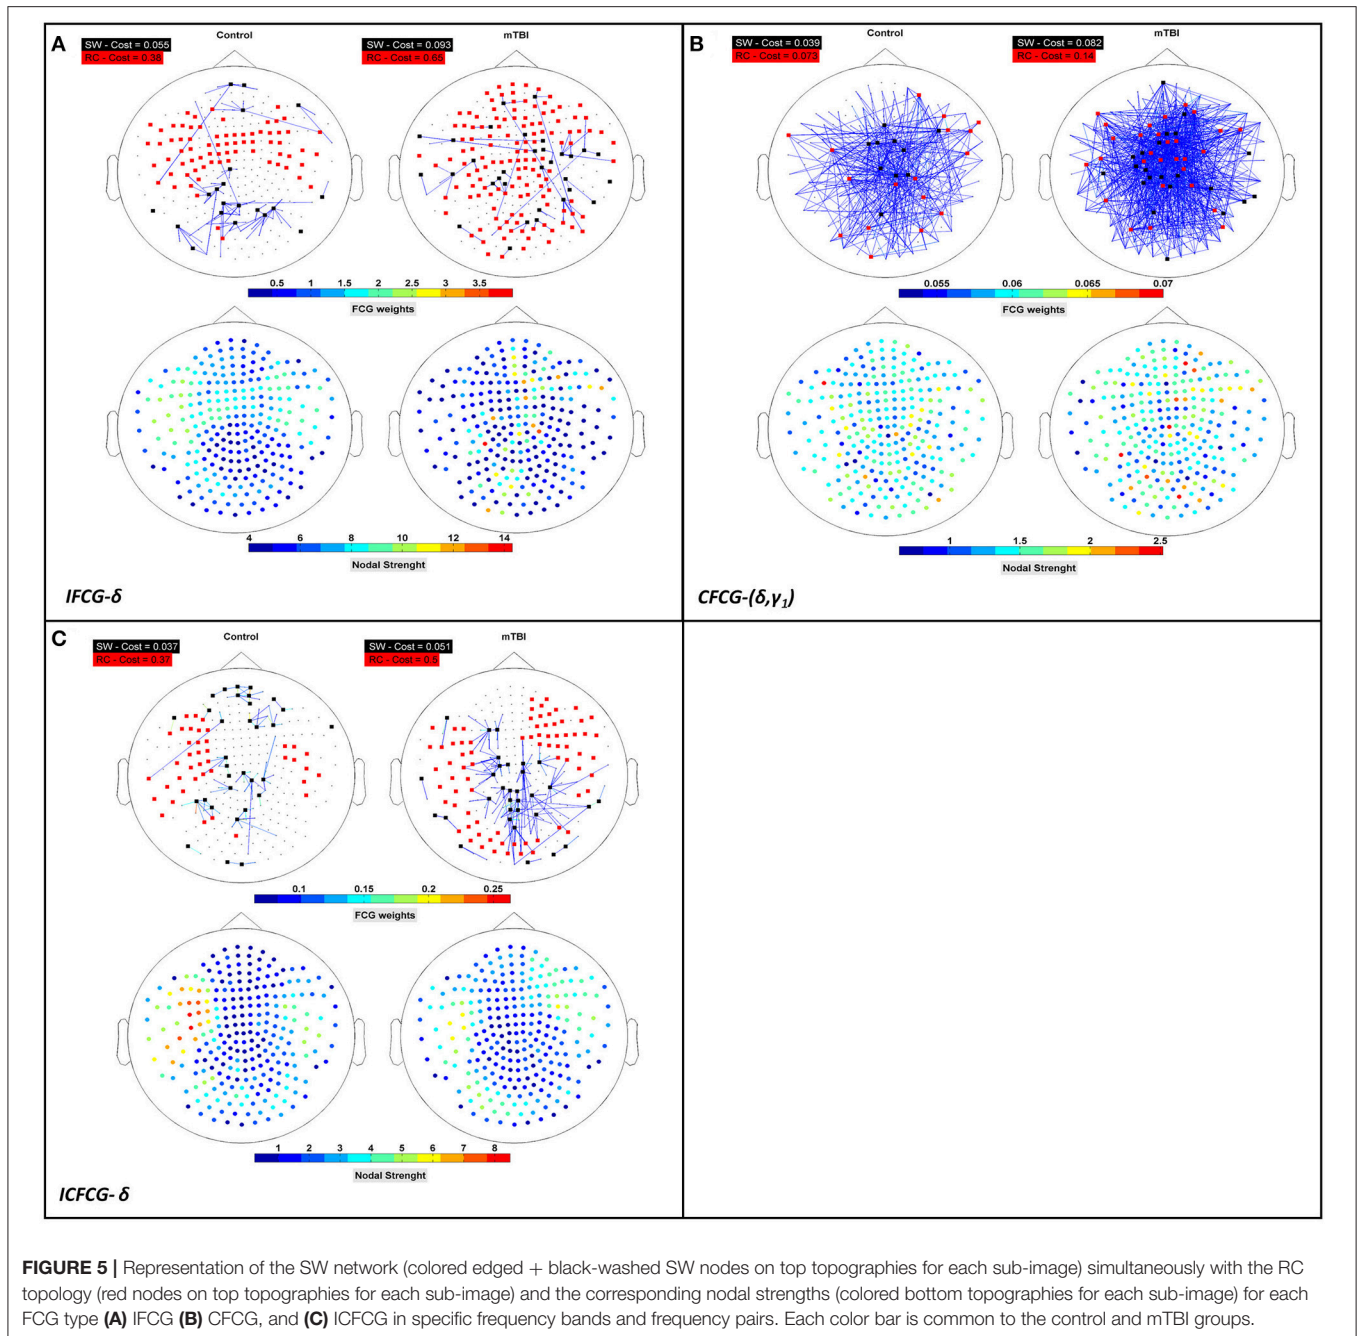 A
SW - Cost = 0.055
RC - Cost = 0.38
Control
SW - Cost = 0.093
RC - Cost = 0.65
mTBI
0.5 1 1.5 2 2.5 3 3.5
FCG weights
4 6 8 10 12 14
Nodal Strenght
IFCG-δ
B
SW - Cost = 0.039
RC - Cost = 0.073
Control
SW - Cost = 0.082
RC - Cost = 0.14
mTBI
0.055 0.06 0.065 0.07
FCG weights
1 1.5 2 2.5
Nodal Strenght
CFCG-(δ,γ1)
C
SW - Cost = 0.037
RC - Cost = 0.37
Control
SW - Cost = 0.051
RC - Cost = 0.5
mTBI
0.1 0.15 0.2 0.25
FCG weights
1 2 3 4 5 6 7 8
Nodal Strenght
ICFCG- δ
FIGURE 5 | Representation of the SW network (colored edged + black-washed SW nodes on top topographies for each sub-image) simultaneously with the RC
topology (red nodes on top topographies for each sub-image) and the corresponding nodal strengths (colored bottom topographies for each sub-image) for each
FCG type (A) IFCG (B) CFCG, and (C) ICFCG in specific frequency bands and frequency pairs. Each color bar is common to the control and mTBI groups.